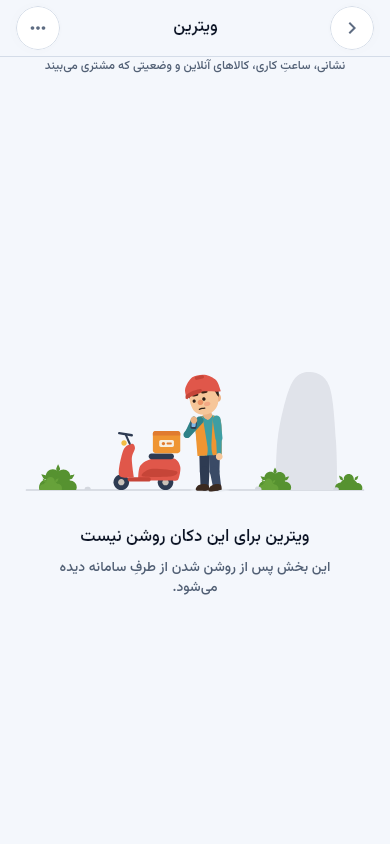 ویترین
نشانی، ساعتِ کاری، کالاهای آنلاین و وضعیتی که مشتری می‌بیند
ویترین برای این دکان روشن نیست
این بخش پس از روشن شدن از طرفِ سامانه دیده
می‌شود.